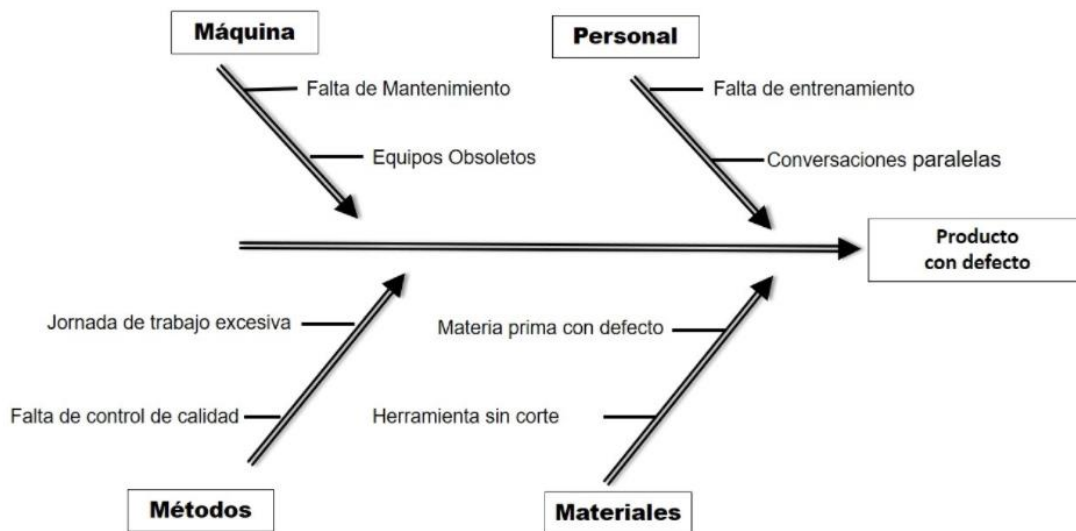 Máquina
Personal
Falta de Mantenimiento
Falta de entrenamiento
Equipos Obsoletos
Conversaciones paralelas
Producto
con defecto
Jornada de trabajo excesiva
Materia prima con defecto
Falta de control de calidad
Herramienta sin corte
Métodos
Materiales